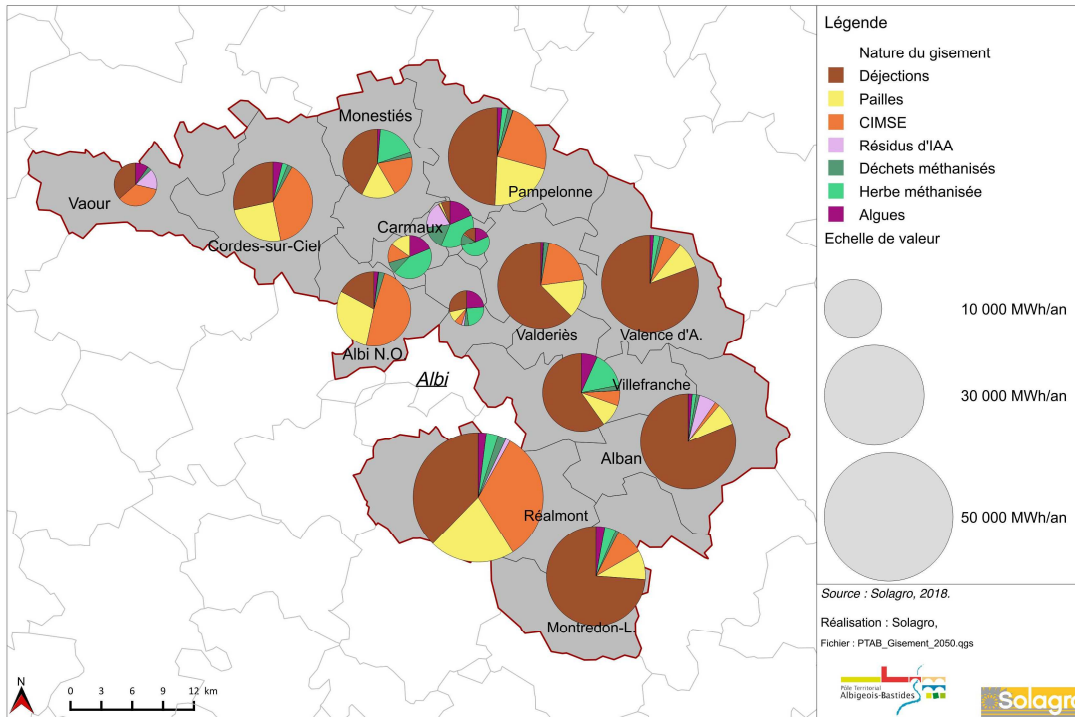 Légende
Nature du gisement
Déjections
Pailles
CIMSE
Résidus d'IAA
Déchets méthanisés
Herbe méthanisée
Algues
Echelle de valeur
10 000 MWh/an
30 000 MWh/an
50 000 MWh/an
Source : Solagro, 2018.
Réalisation : Solagro,
Fichier : PTAB_Gisement_2050.qgs
Pôle Territorial
Albigeois-Bastides
Solagro
Monestiés
Pampelonne
Vaour
Cordes-sur-Ciel
Carmaux
Albi N.O
Valderiès
Valence d'A.
Albi
Villefranche
Alban
Réalmont
Montredon-L.
N
0 3 6 9 12 km